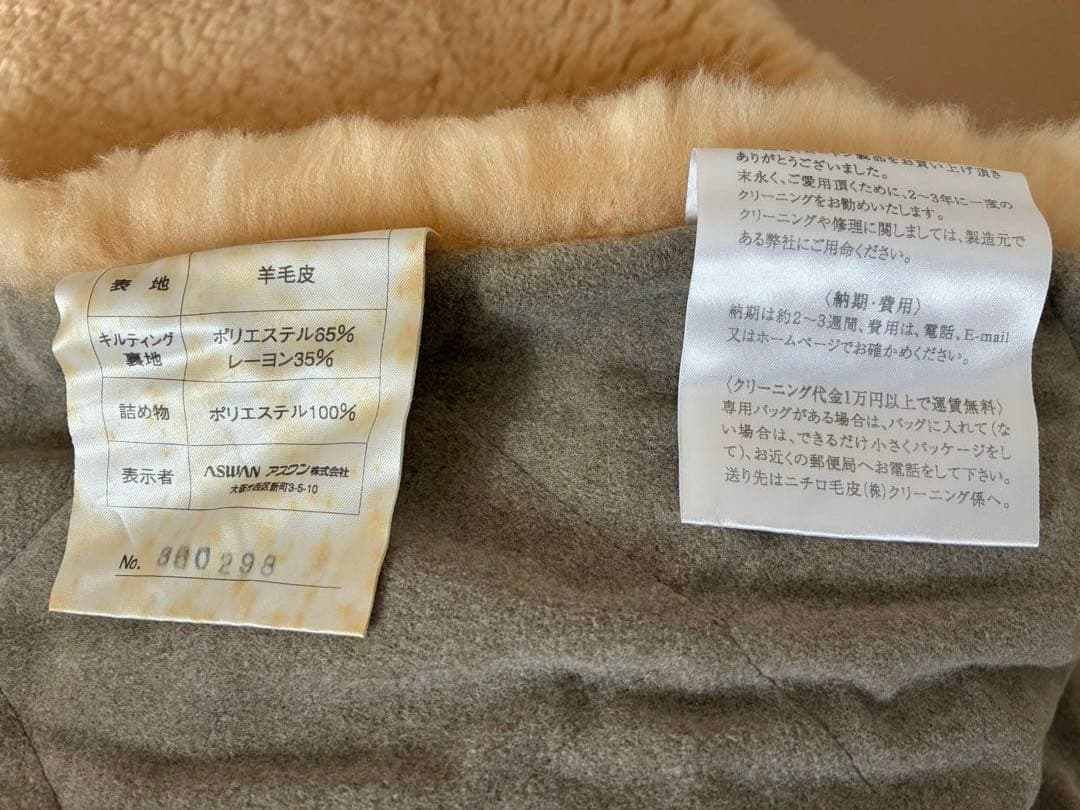 表地 羊毛皮
キルティング裏地 ポリエステル65%
レーヨン35%
詰め物 ポリエステル100%
表示者 ASWAN アスワン株式会社
大阪市西区新町3-5-10
No. 380298
製品をお買い上げ頂き
ありがとうございました。
末永く、ご愛用頂くために、2〜3年に一度の
クリーニングをお勧めいたします。
クリーニングや修理に関しましては、製造元で
ある弊社にご用命ください。
〈納期・費用〉
納期は約2〜3週間、費用は、電話、E-mail
又はホームページでお確かめください。
〈クリーニング代金1万円以上で運賃無料〉
専用バッグがある場合は、バッグに入れて(な
い場合は、できるだけ小さくパッケージをし
て)、お近くの郵便局へお電話をして下さい。
送り先はニチロ毛皮(株)クリーニング係へ。